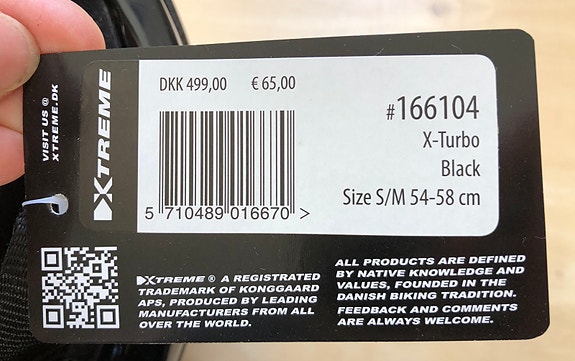 VISIT US @
XTREME.DK
XTREME
DKK 499,00 € 65,00
5 710489 016670 >
#166104
X-Turbo
Black
Size S/M 54-58 cm
XTREME ® A REGISTRATED
TRADEMARK OF KONGGAARD
APS, PRODUCED BY LEADING
MANUFACTURERS FROM ALL
OVER THE WORLD.
ALL PRODUCTS ARE DEFINED
BY NATIVE KNOWLEDGE AND
VALUES, FOUNDED IN THE
DANISH BIKING TRADITION.
FEEDBACK AND COMMENTS
ARE ALWAYS WELCOME.